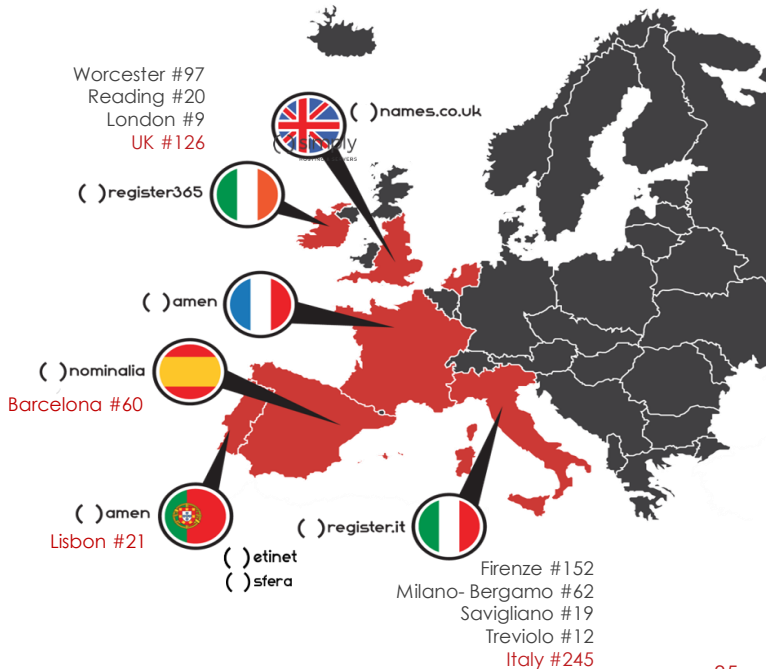 Worcester #97
Reading #20
London #9
UK #126
( )names.co.uk
( )simply
( )register365
( )amen
( )nominalia
Barcelona #60
( )amen
Lisbon #21
( )etinet
( )sfera
( )register.it
Firenze #152
Milano- Bergamo #62
Savigliano #19
Treviolo #12
Italy #245